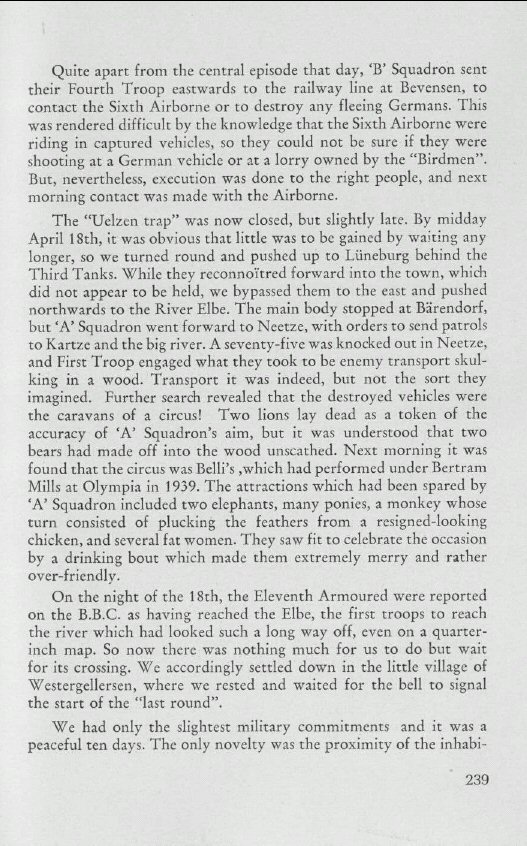 Quite apart from the central episode that day, ‘B’ Squadron sent
their Fourth Troop eastwards to the railway line at Bevensen, to
contact the Sixth Airborne or to destroy any fleeing Germans. This
was rendered difficult by the knowledge that the Sixth Airborne were
riding in captured vehicles, so they could not be sure if they were
shooting at a German vehicle or at a lorry owned by the “Birdmen”.
But, nevertheless, execution was done to the right people, and next
morning contact was made with the Airborne.
The “Uelzen trap” was now closed, but slightly late. By midday
April 18th, it was obvious that little was to be gained by waiting any
longer, so we turned round and pushed up to Lüneburg behind the
Third Tanks. While they reconnoîtred forward into the town, which
did not appear to be held, we bypassed them to the east and pushed
northwards to the River Elbe. The main body stopped at Bärendorf,
but ‘A’ Squadron went forward to Neetze, with orders to send patrols
to Kartze and the big river. A seventy-five was knocked out in Neetze,
and First Troop engaged what they took to be enemy transport skul-
king in a wood. Transport it was indeed, but not the sort they
imagined. Further search revealed that the destroyed vehicles were
the caravans of a circus! Two lions lay dead as a token of the
accuracy of ‘A’ Squadron’s aim, but it was understood that two
bears had made off into the wood unscathed. Next morning it was
found that the circus was Belli’s ,which had performed under Bertram
Mills at Olympia in 1939. The attractions which had been spared by
‘A’ Squadron included two elephants, many ponies, a monkey whose
turn consisted of plucking the feathers from a resigned-looking
chicken, and several fat women. They saw fit to celebrate the occasion
by a drinking bout which made them extremely merry and rather
over-friendly.
On the night of the 18th, the Eleventh Armoured were reported
on the B.B.C. as having reached the Elbe, the first troops to reach
the river which had looked such a long way off, even on a quarter-
inch map. So now there was nothing much for us to do but wait
for its crossing. We accordingly settled down in the little village of
Westergellersen, where we rested and waited for the bell to signal
the start of the “last round”.
We had only the slightest military commitments and it was a
peaceful ten days. The only novelty was the proximity of the inhabi-
239